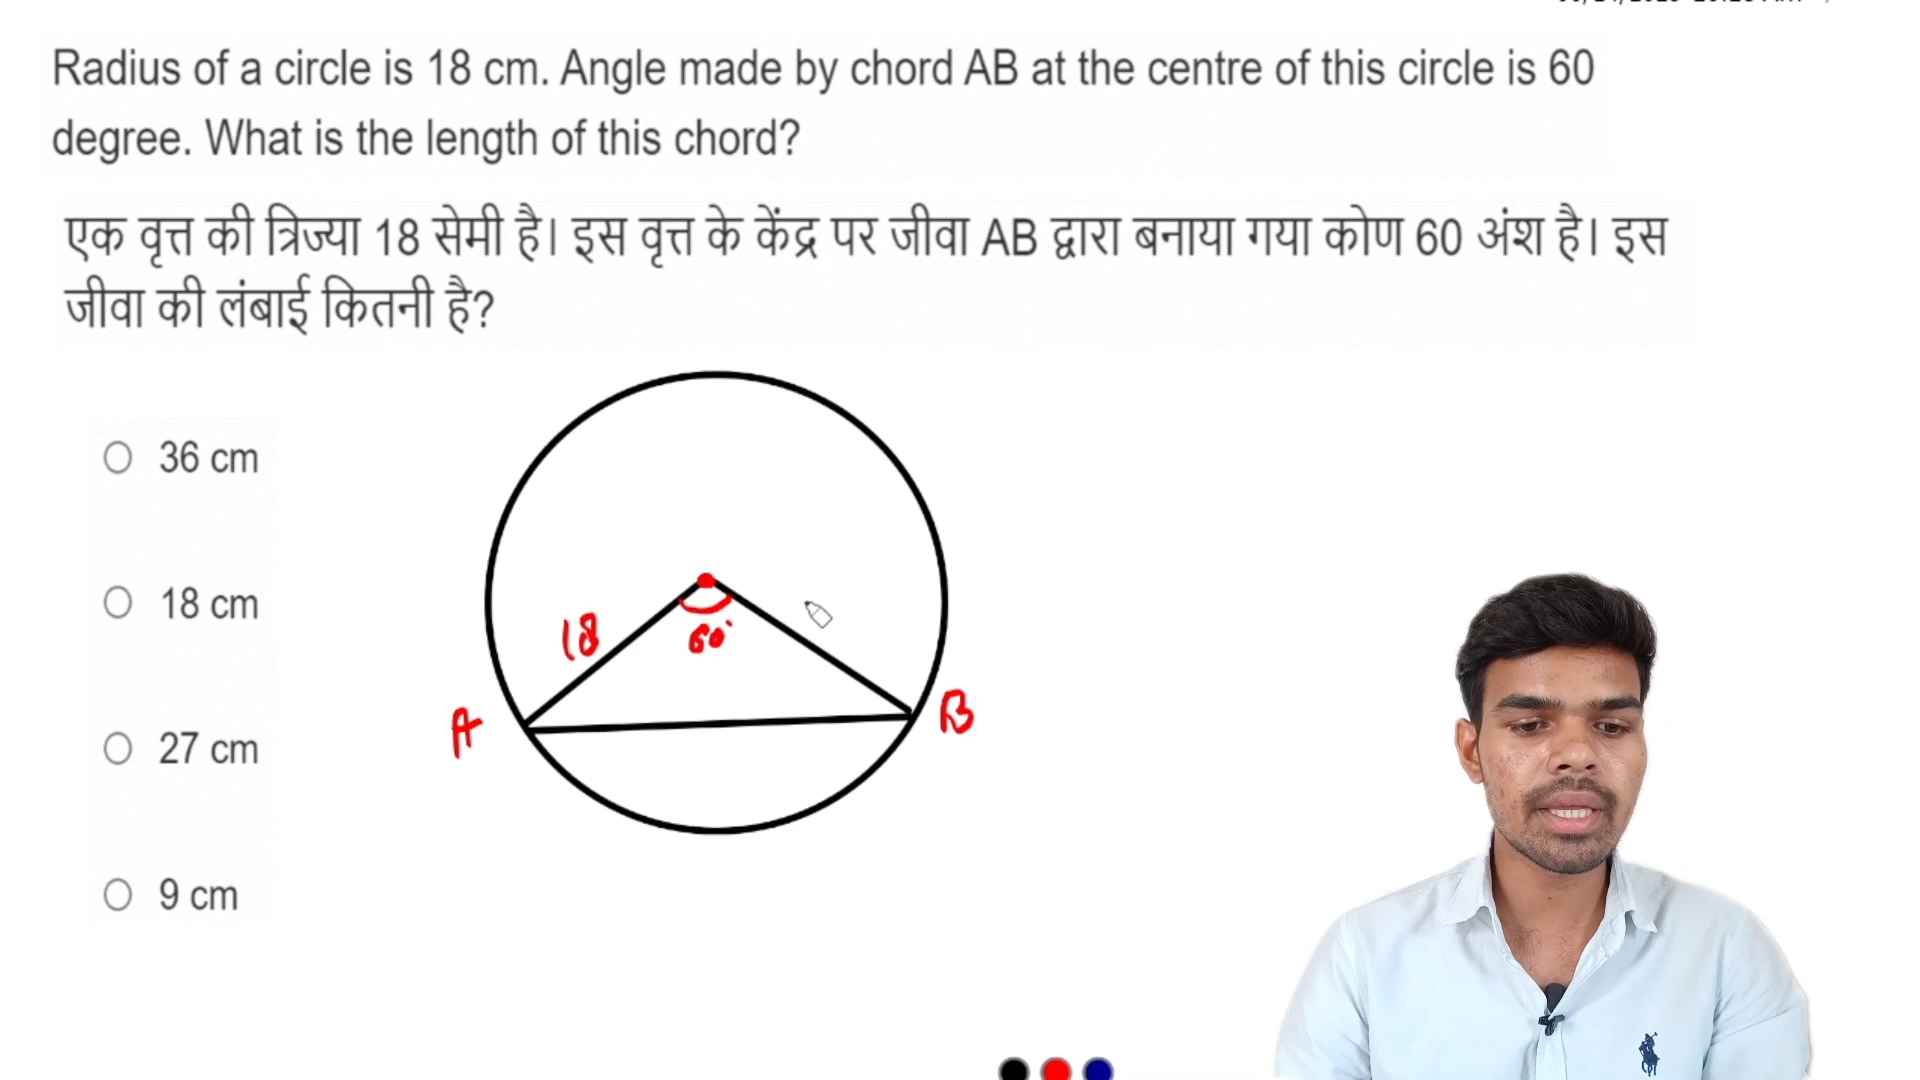 Radius of a circle is 18 cm. Angle made by chord AB at the centre of this circle is 60
degree. What is the length of this chord?
एक वृत्त की त्रिज्या 18 सेमी है। इस वृत्त के केंद्र पर जीवा AB द्वारा बनाया गया कोण 60 अंश है। इस
जीवा की लंबाई कितनी है?
36 cm
18 cm
27 cm
9 cm
18
60°
A
B